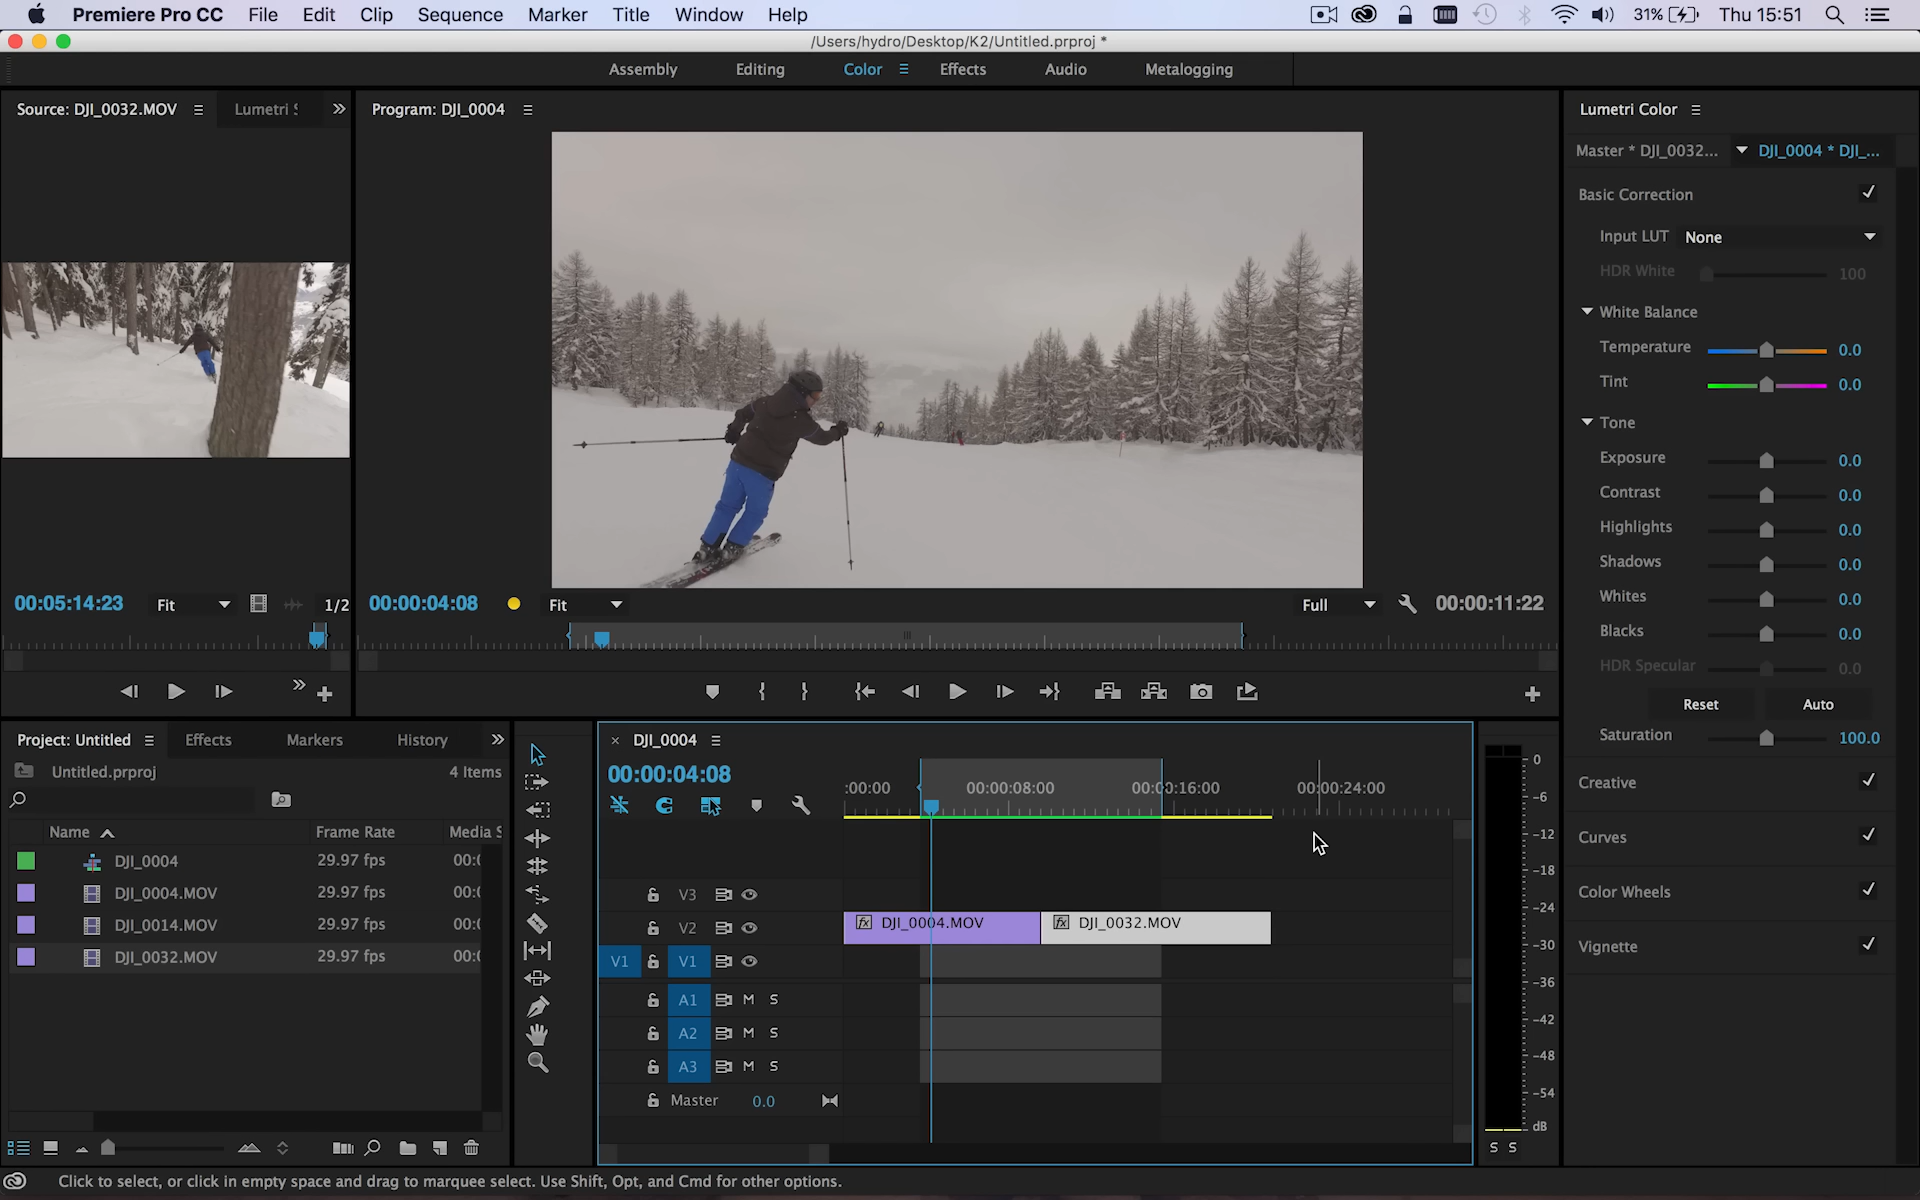 Premiere Pro CC File Edit Clip Sequence Marker Title Window Help 31% Thu 15:51
/Users/hydro/Desktop/K2/Untitled.prproj *
Assembly Editing Color Effects Audio Metalogging
Source: DJI_0032.MOV Lumetri S
Program: DJI_0004
00:05:14:23 Fit 1/2
00:00:04:08 Fit Full 00:00:11:22
Lumetri Color
Master * DJI_0032... DJI_0004 * DJI_...
Basic Correction
Input LUT None
HDR White 100
White Balance
Temperature 0.0
Tint 0.0
Tone
Exposure 0.0
Contrast 0.0
Highlights 0.0
Shadows 0.0
Whites 0.0
Blacks 0.0
HDR Specular 0.0
Reset Auto
Saturation 100.0
Creative
Curves
Color Wheels
Vignette
Project: Untitled Effects Markers History
Untitled.prproj 4 Items
Name Frame Rate Media S
DJI_0004 29.97 fps 00:(
DJI_0004.MOV 29.97 fps 00:(
DJI_0014.MOV 29.97 fps 00:(
DJI_0032.MOV 29.97 fps 00:(
DJI_0004
00:00:04:08
:00:00 00:00:08:00 00:00:16:00 00:00:24:00
V3
V2 fx DJI_0004.MOV fx DJI_0032.MOV
V1 V1
A1 M S
A2 M S
A3 M S
Master 0.0
0
-6
-12
-18
-24
-30
-36
-42
-48
-54
dB
S S
Click to select, or click in empty space and drag to marquee select. Use Shift, Opt, and Cmd for other options.